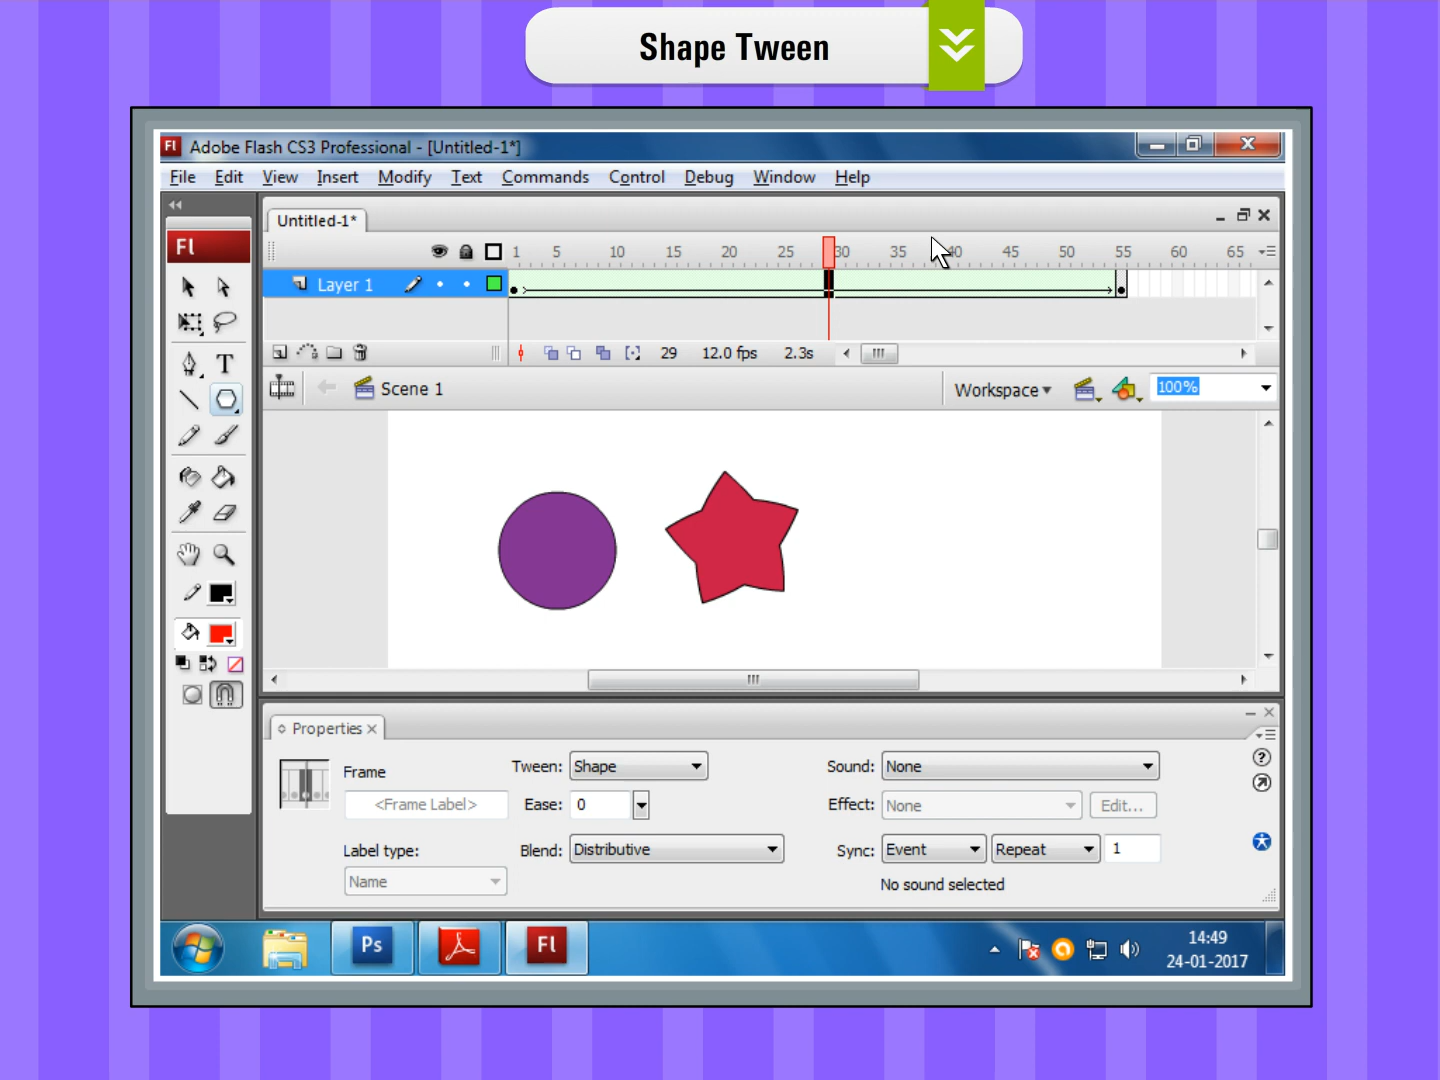 Shape Tween
Fl Adobe Flash CS3 Professional - [Untitled-1*]
File Edit View Insert Modify Text Commands Control Debug Window Help
Untitled-1*
Fl
1 5 10 15 20 25 30 35 40 45 50 55 60 65
Layer 1
29 12.0 fps 2.3s
Scene 1 Workspace 100%
T
Properties
Frame
<Frame Label>
Label type:
Name
Tween: Shape
Ease: 0
Blend: Distributive
Sound: None
Effect: None Edit...
Sync: Event Repeat 1
No sound selected
Ps Fl
14:49
24-01-2017